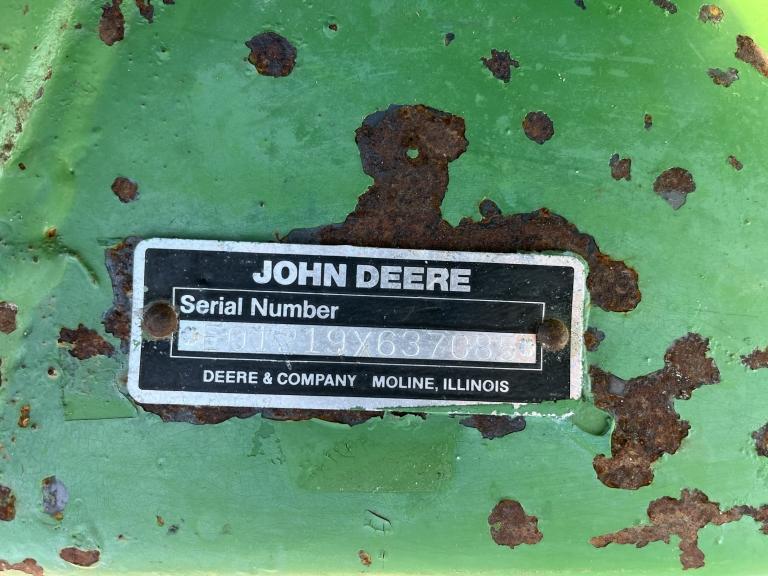 JOHN DEERE
Serial Number
DEERE & COMPANY MOLINE, ILLINOIS